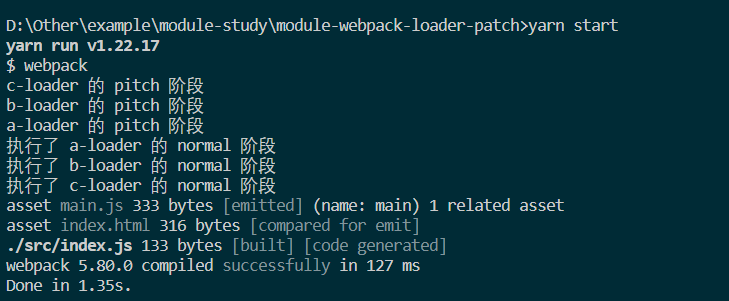 D:\Other\example\module-study\module-webpack-loader-patch>yarn start
yarn run v1.22.17
$ webpack
c-loader 的 pitch 阶段
b-loader 的 pitch 阶段
a-loader 的 pitch 阶段
执行了 a-loader 的 normal 阶段
执行了 b-loader 的 normal 阶段
执行了 c-loader 的 normal 阶段
asset main.js 333 bytes [emitted] (name: main) 1 related asset
asset index.html 316 bytes [compared for emit]
./src/index.js 133 bytes [built] [code generated]
webpack 5.80.0 compiled successfully in 127 ms
Done in 1.35s.